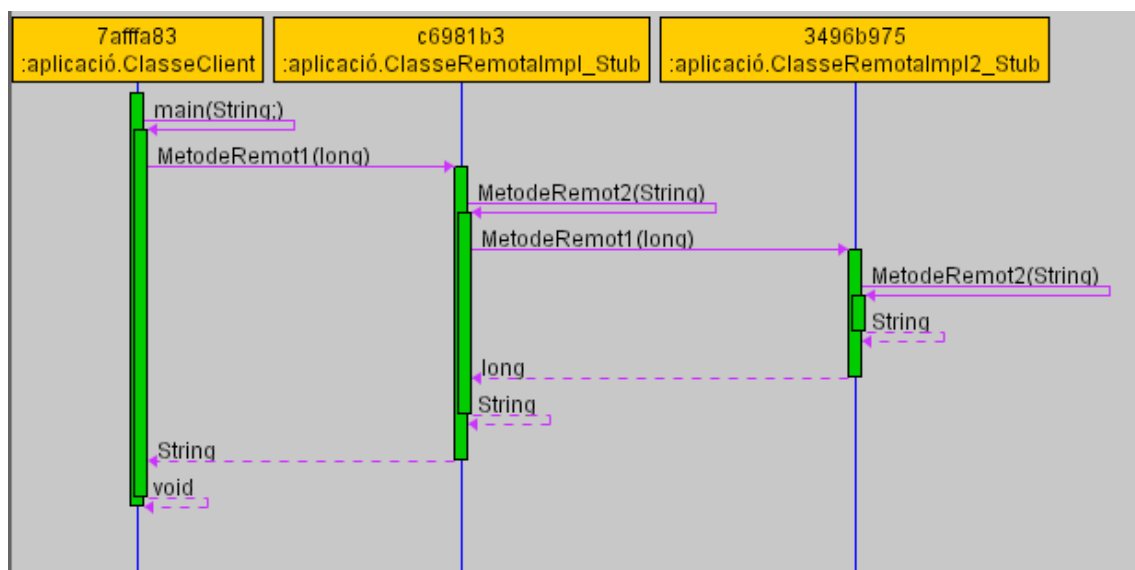 7afffa83
:aplicació.ClasseClient
c6981b3
:aplicació.ClasseRemotaImpl_Stub
3496b975
:aplicació.ClasseRemotaImpl2_Stub
main(String;)
MetodeRemot1(long)
MetodeRemot2(String)
MetodeRemot1(long)
MetodeRemot2(String)
String
long
String
String
void